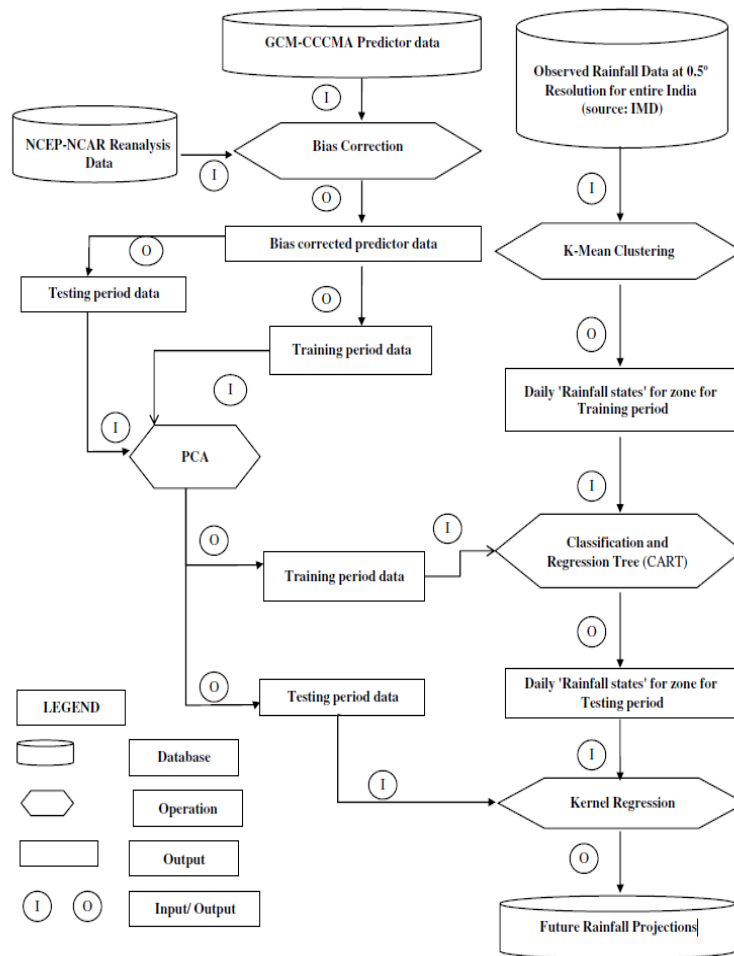 GCM-CCCMA Predictor data
Observed Rainfall Data at 0.5º
Resolution for entire India
(source: IMD)
I
NCEP-NCAR Reanalysis
Data
I
Bias Correction
I
O
K-Mean Clustering
Bias corrected predictor data
O
Testing period data
O
O
Training period data
Daily 'Rainfall states' for zone for
Training period
I
I
PCA
I
I
Classification and
Regression Tree (CART)
O
Training period data
O
O
Testing period data
Daily 'Rainfall states' for zone for
Testing period
LEGEND
Database
I
I
Kernel Regression
Operation
Output
O
I O
Input/ Output
Future Rainfall Projections